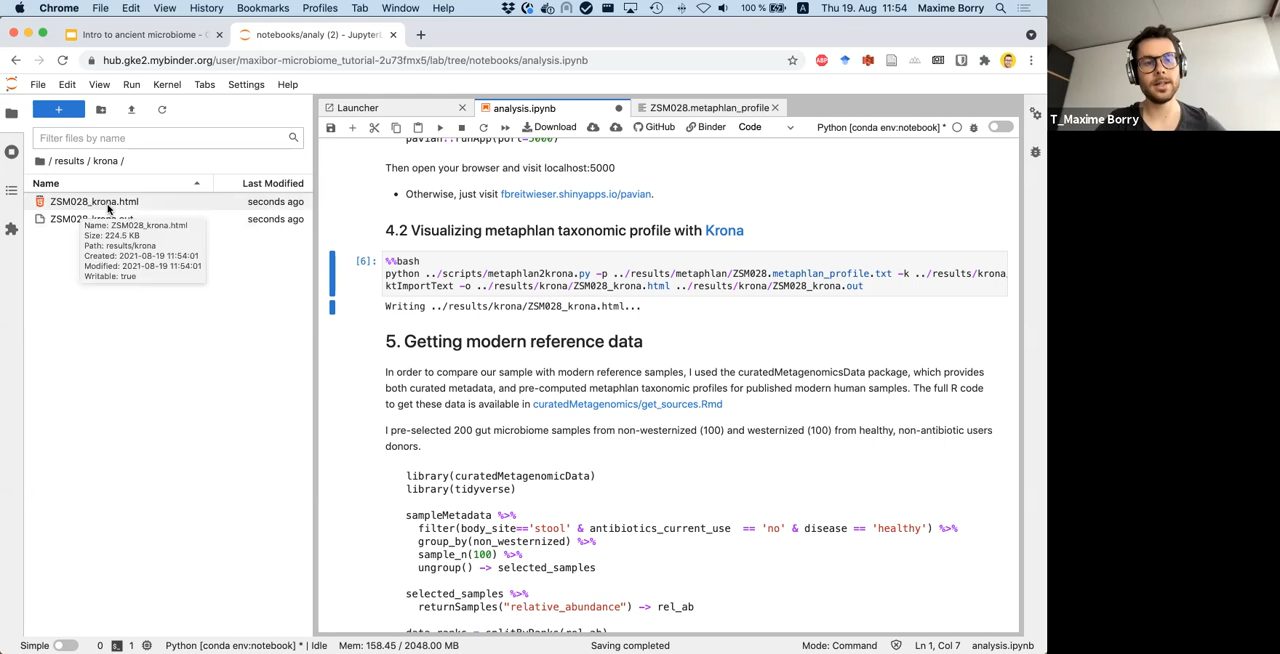 Chrome File Edit View History Bookmarks Profiles Tab Window Help 100 % Thu 19. Aug 11:54 Maxime Borry
Intro to ancient microbiome - notebooks/analy (2) - Jupyter
hub.gke2.mybinder.org/user/maxibor-microbiome_tutorial-2u73fmx5/lab/tree/notebooks/analysis.ipynb
File Edit View Run Kernel Tabs Settings Help
Launcher analysis.ipynb ZSM028.metaphlan_profile
Download GitHub Binder Code Python [conda env:notebook] *
Filter files by name
/ results / krona /
Name Last Modified
ZSM028_krona.html seconds ago
ZSM028_krona.out seconds ago
Name: ZSM028_krona.html
Size: 224.5 KB
Path: results/krona
Created: 2021-08-19 11:54:01
Modified: 2021-08-19 11:54:01
Writable: true
pavian::runApp(port=5000)
Then open your browser and visit localhost:5000
• Otherwise, just visit fbreitwieser.shinyapps.io/pavian.
4.2 Visualizing metaphlan taxonomic profile with Krona
[6]: %%bash
python ../scripts/metaphlan2krona.py -p ../results/metaphlan/ZSM028.metaphlan_profile.txt -k ../results/krona
ktImportText -o ../results/krona/ZSM028_krona.html ../results/krona/ZSM028_krona.out
Writing ../results/krona/ZSM028_krona.html...
5. Getting modern reference data
In order to compare our sample with modern reference samples, I used the curatedMetagenomicsData package, which provides
both curated metadata, and pre-computed metaphlan taxonomic profiles for published modern human samples. The full R code
to get these data is available in curatedMetagenomics/get_sources.Rmd
I pre-selected 200 gut microbiome samples from non-westernized (100) and westernized (100) from healthy, non-antibiotic users
donors.
library(curatedMetagenomicData)
library(tidyverse)
sampleMetadata %>%
filter(body_site=='stool' & antibiotics_current_use == 'no' & disease == 'healthy') %>%
group_by(non_westernized) %>%
sample_n(100) %>%
ungroup() -> selected_samples
selected_samples %>%
returnSamples("relative_abundance") -> rel_ab
data_ranks = splitByRanks(rel_ab)
Simple 0 1 Python [conda env:notebook] * | Idle Mem: 158.45 / 2048.00 MB Saving completed Mode: Command Ln 1, Col 7 analysis.ipynb
T_Maxime Borry